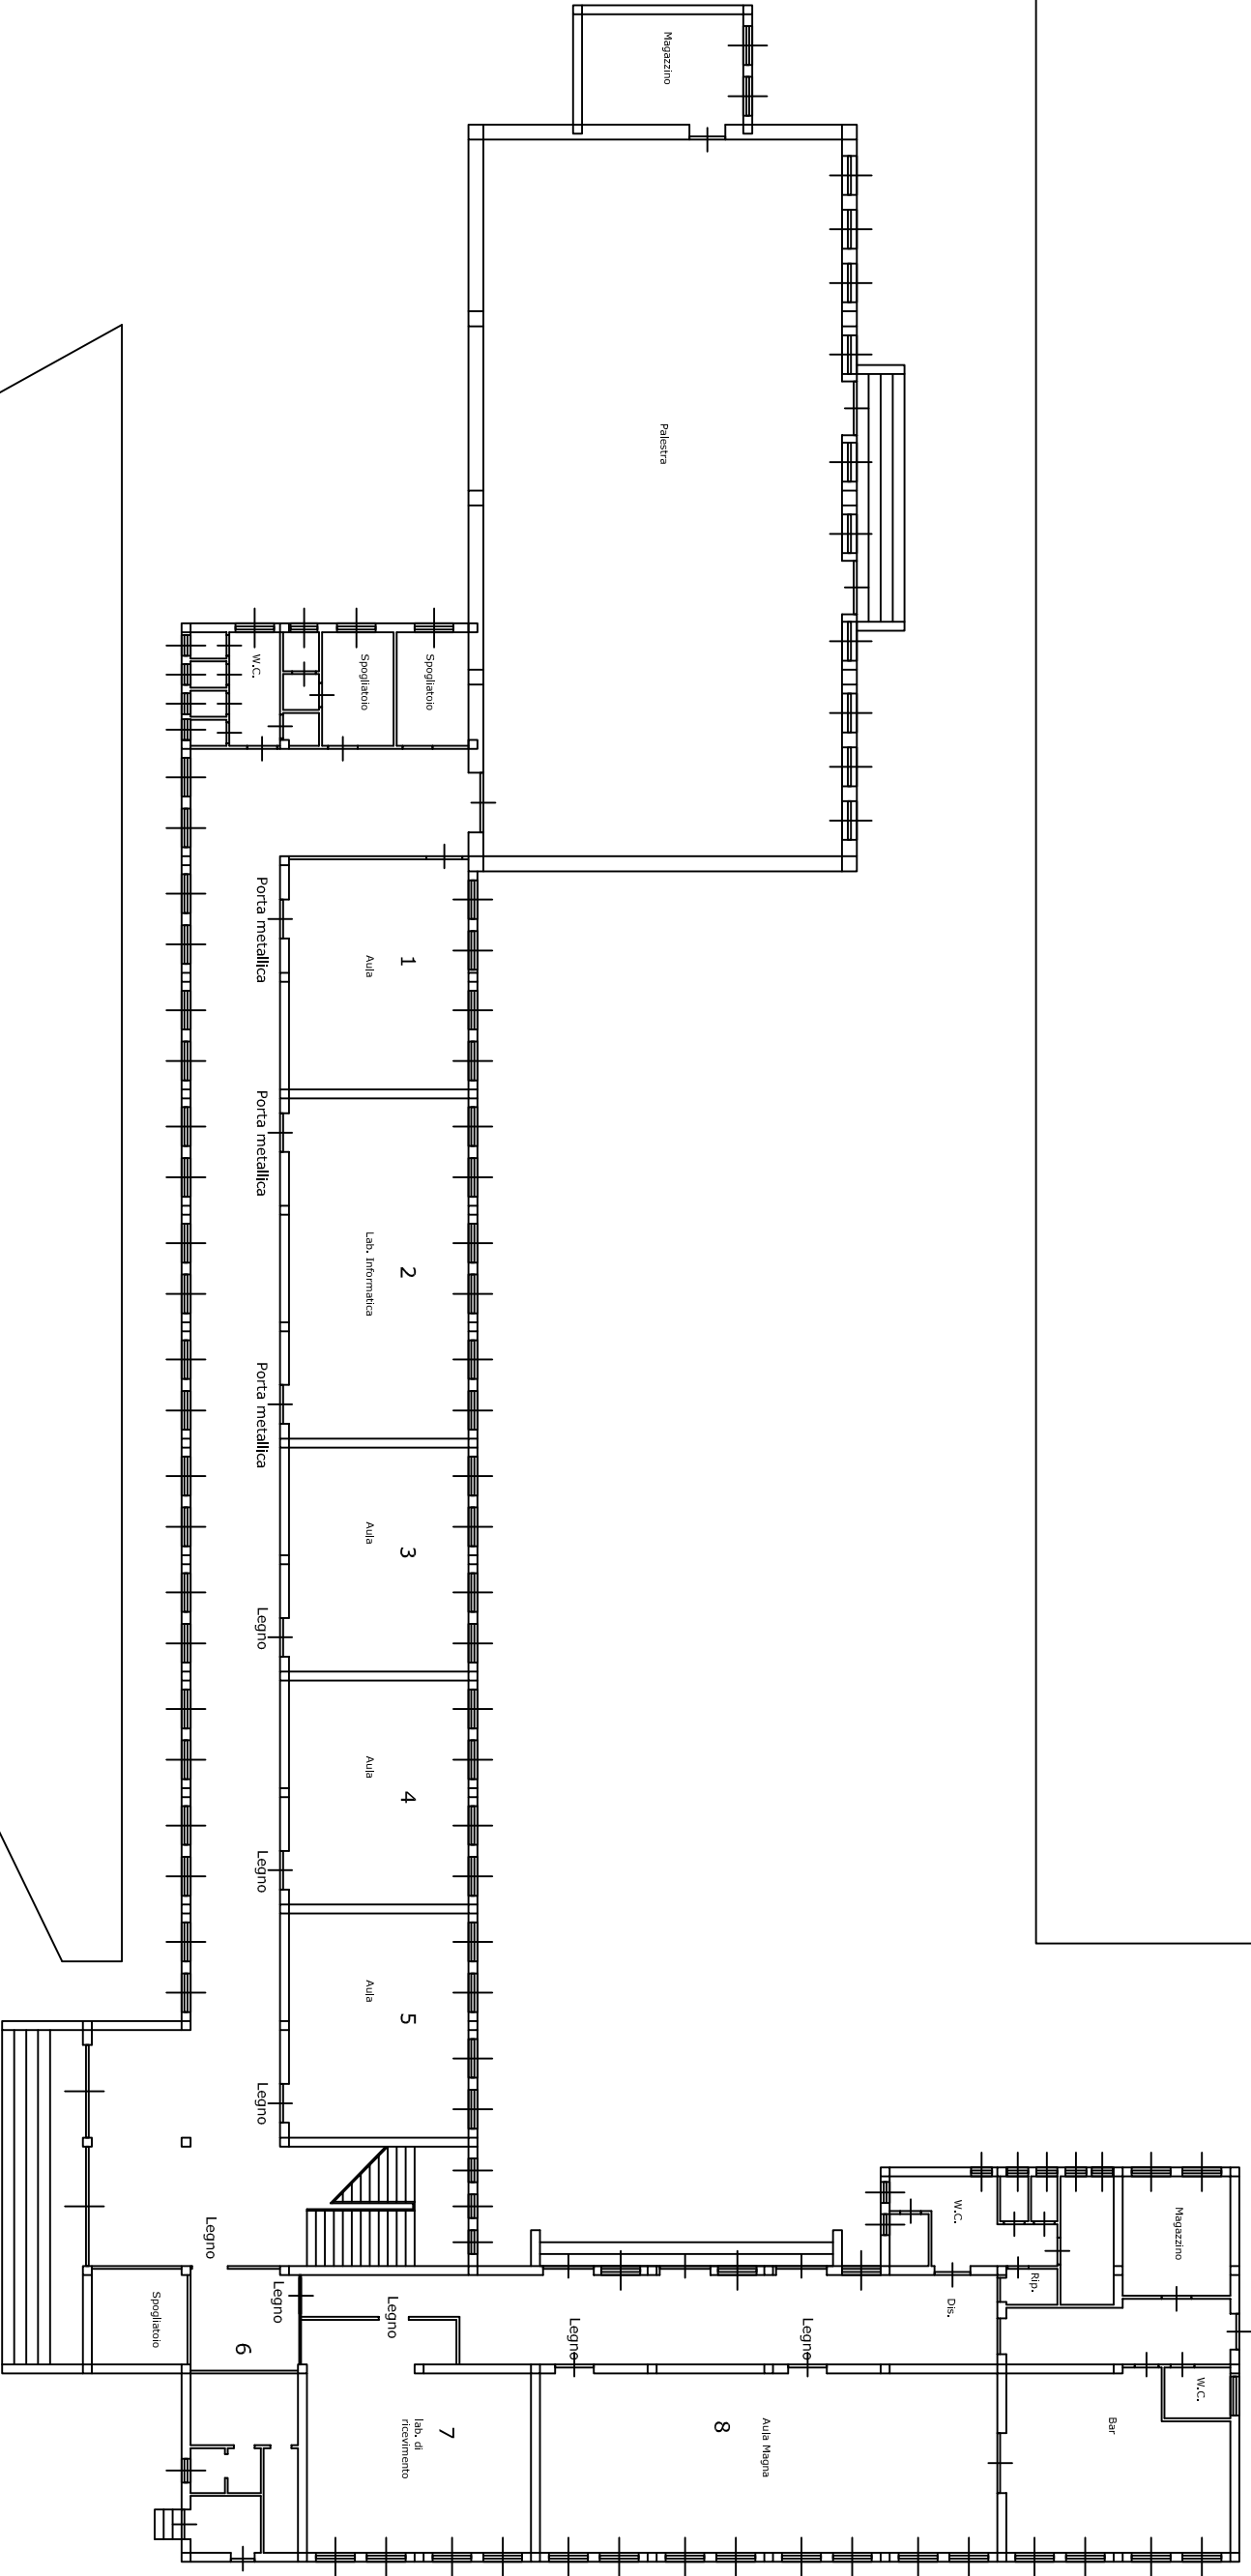 Magazzino
Palestra
W.C.
Spogliatoio
Spogliatoio
Porta metallica
Aula
1
Porta metallica
Lab. Informatica
2
Porta metallica
Aula
3
Legno
Aula
4
Legno
Aula
5
Legno
Legno
Legno
Legno
Spogliatoio
6
Legno
Legno
W.C.
Dis.
Rip.
Magazzino
W.C.
Bar
lab. di
ricevimento
7
8
Aula Magna